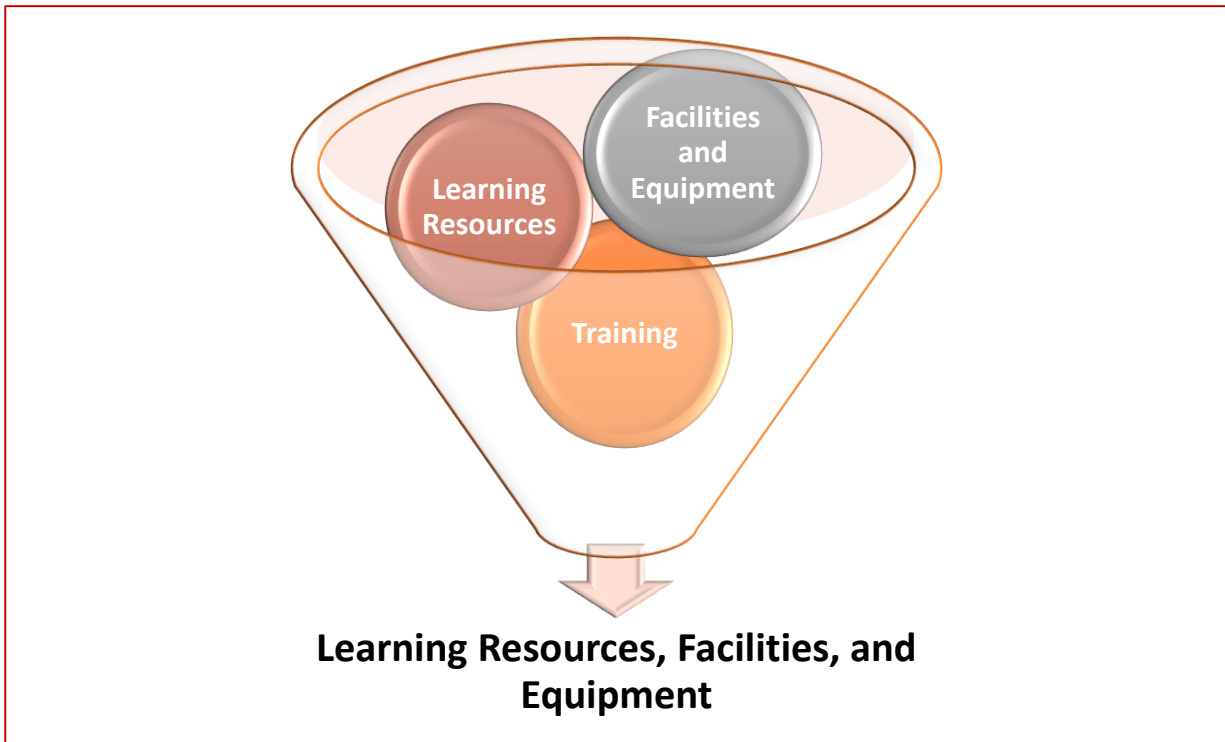 Facilities
and
Equipment
Learning
Resources
Training
Learning Resources, Facilities, and
Equipment